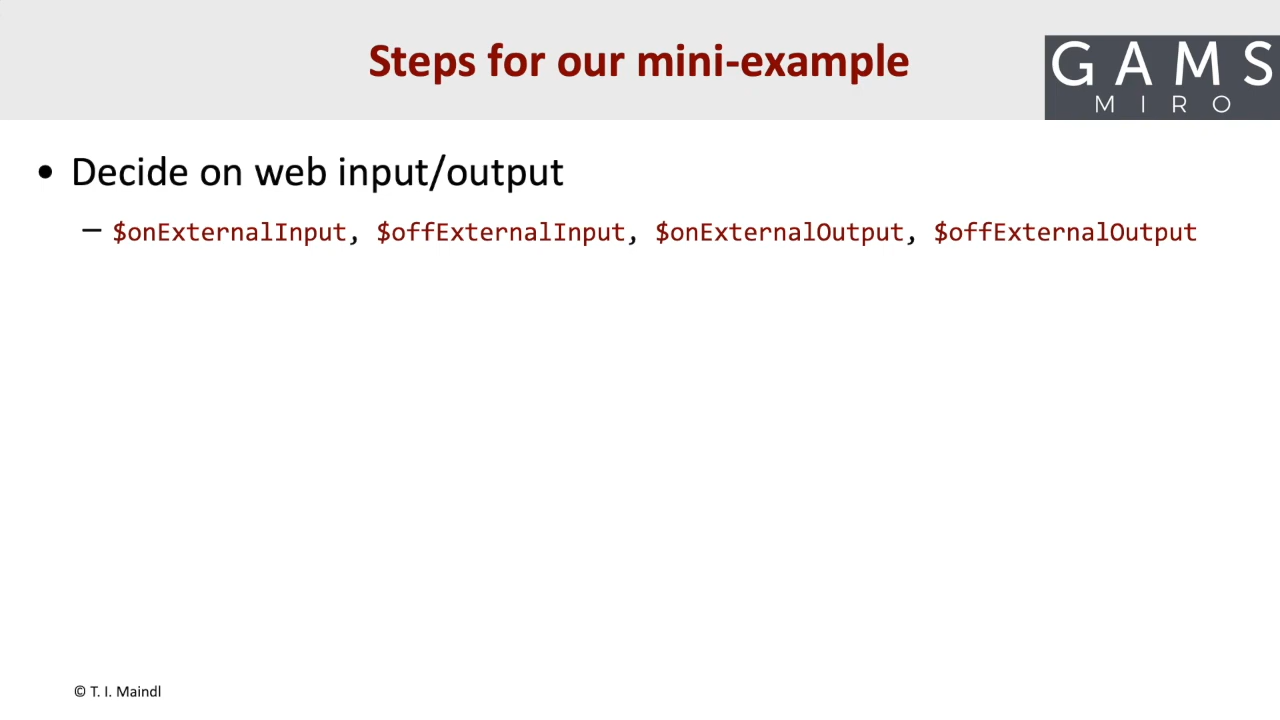 Steps for our mini-example
GAMS
MIRO
• Decide on web input/output
– $onExternalInput, $offExternalInput, $onExternalOutput, $offExternalOutput
© T. I. Maindl